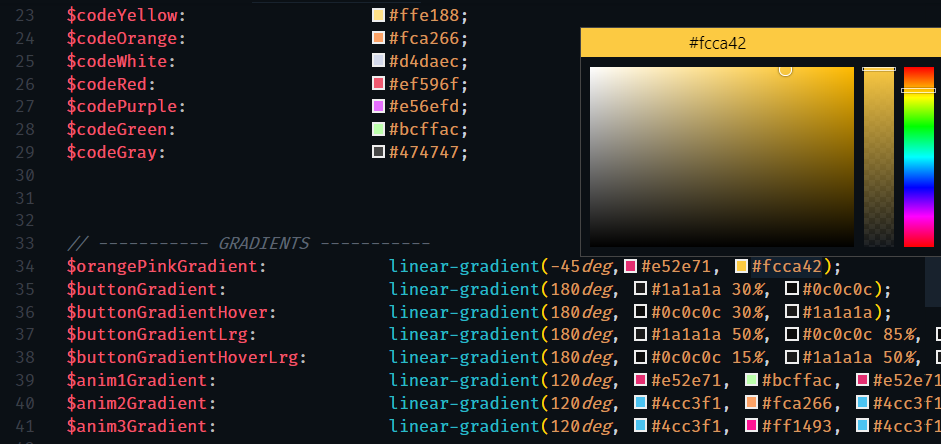 23 $codeYellow: #ffe188;
24 $codeOrange: #fca266;
25 $codeWhite: #d4daec;
26 $codeRed: #ef596f;
27 $codePurple: #e56efd;
28 $codeGreen: #bcffac;
29 $codeGray: #474747;
30
31
32
33 // ----------- GRADIENTS -----------
34 $orangePinkGradient: linear-gradient(-45deg, #e52e71, #fcca42);
35 $buttonGradient: linear-gradient(180deg, #1a1a1a 30%, #0c0c0c);
36 $buttonGradientHover: linear-gradient(180deg, #0c0c0c 30%, #1a1a1a);
37 $buttonGradientLrg: linear-gradient(180deg, #1a1a1a 50%, #0c0c0c 85%,
38 $buttonGradientHoverLrg: linear-gradient(180deg, #0c0c0c 15%, #1a1a1a 50%,
39 $anim1Gradient: linear-gradient(120deg, #e52e71, #bcffac, #e52e71
40 $anim2Gradient: linear-gradient(120deg, #4cc3f1, #fca266, #4cc3f1
41 $anim3Gradient: linear-gradient(120deg, #4cc3f1, #ff1493, #4cc3f1
#fcca42